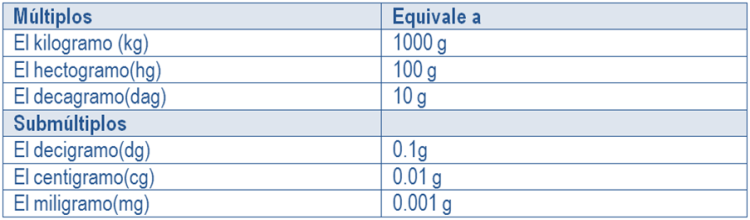 Múltiplos Equivale a
El kilogramo (kg) 1000 g
El hectogramo(hg) 100 g
El decagramo(dag) 10 g
Submúltiplos
El decigramo(dg) 0.1g
El centigramo(cg) 0.01 g
El miligramo(mg) 0.001 g